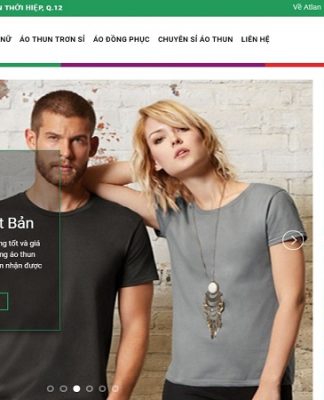 N THỚI HIỆP, Q.12
Về Atlan
NỮ ÁO THUN TRƠN SỈ ÁO ĐỒNG PHỤC CHUYÊN SỈ ÁO THUN LIÊN HỆ
t Bản
ng tốt và giá
ng áo thun
n nhận được